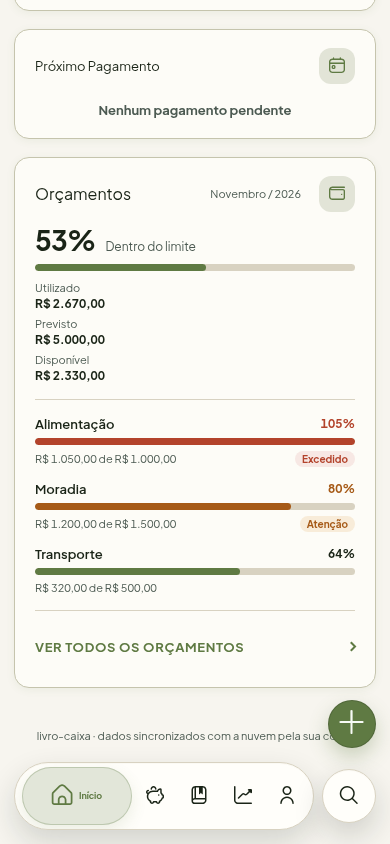 Próximo Pagamento
Nenhum pagamento pendente
Orçamentos
Novembro / 2026
53% Dentro do limite
Utilizado
R$ 2.670,00
Previsto
R$ 5.000,00
Disponível
R$ 2.330,00
Alimentação 105%
R$ 1.050,00 de R$ 1.000,00 Excedido
Moradia 80%
R$ 1.200,00 de R$ 1.500,00 Atenção
Transporte 64%
R$ 320,00 de R$ 500,00
VER TODOS OS ORÇAMENTOS
livro-caixa · dados sincronizados com a nuvem pela sua
Início